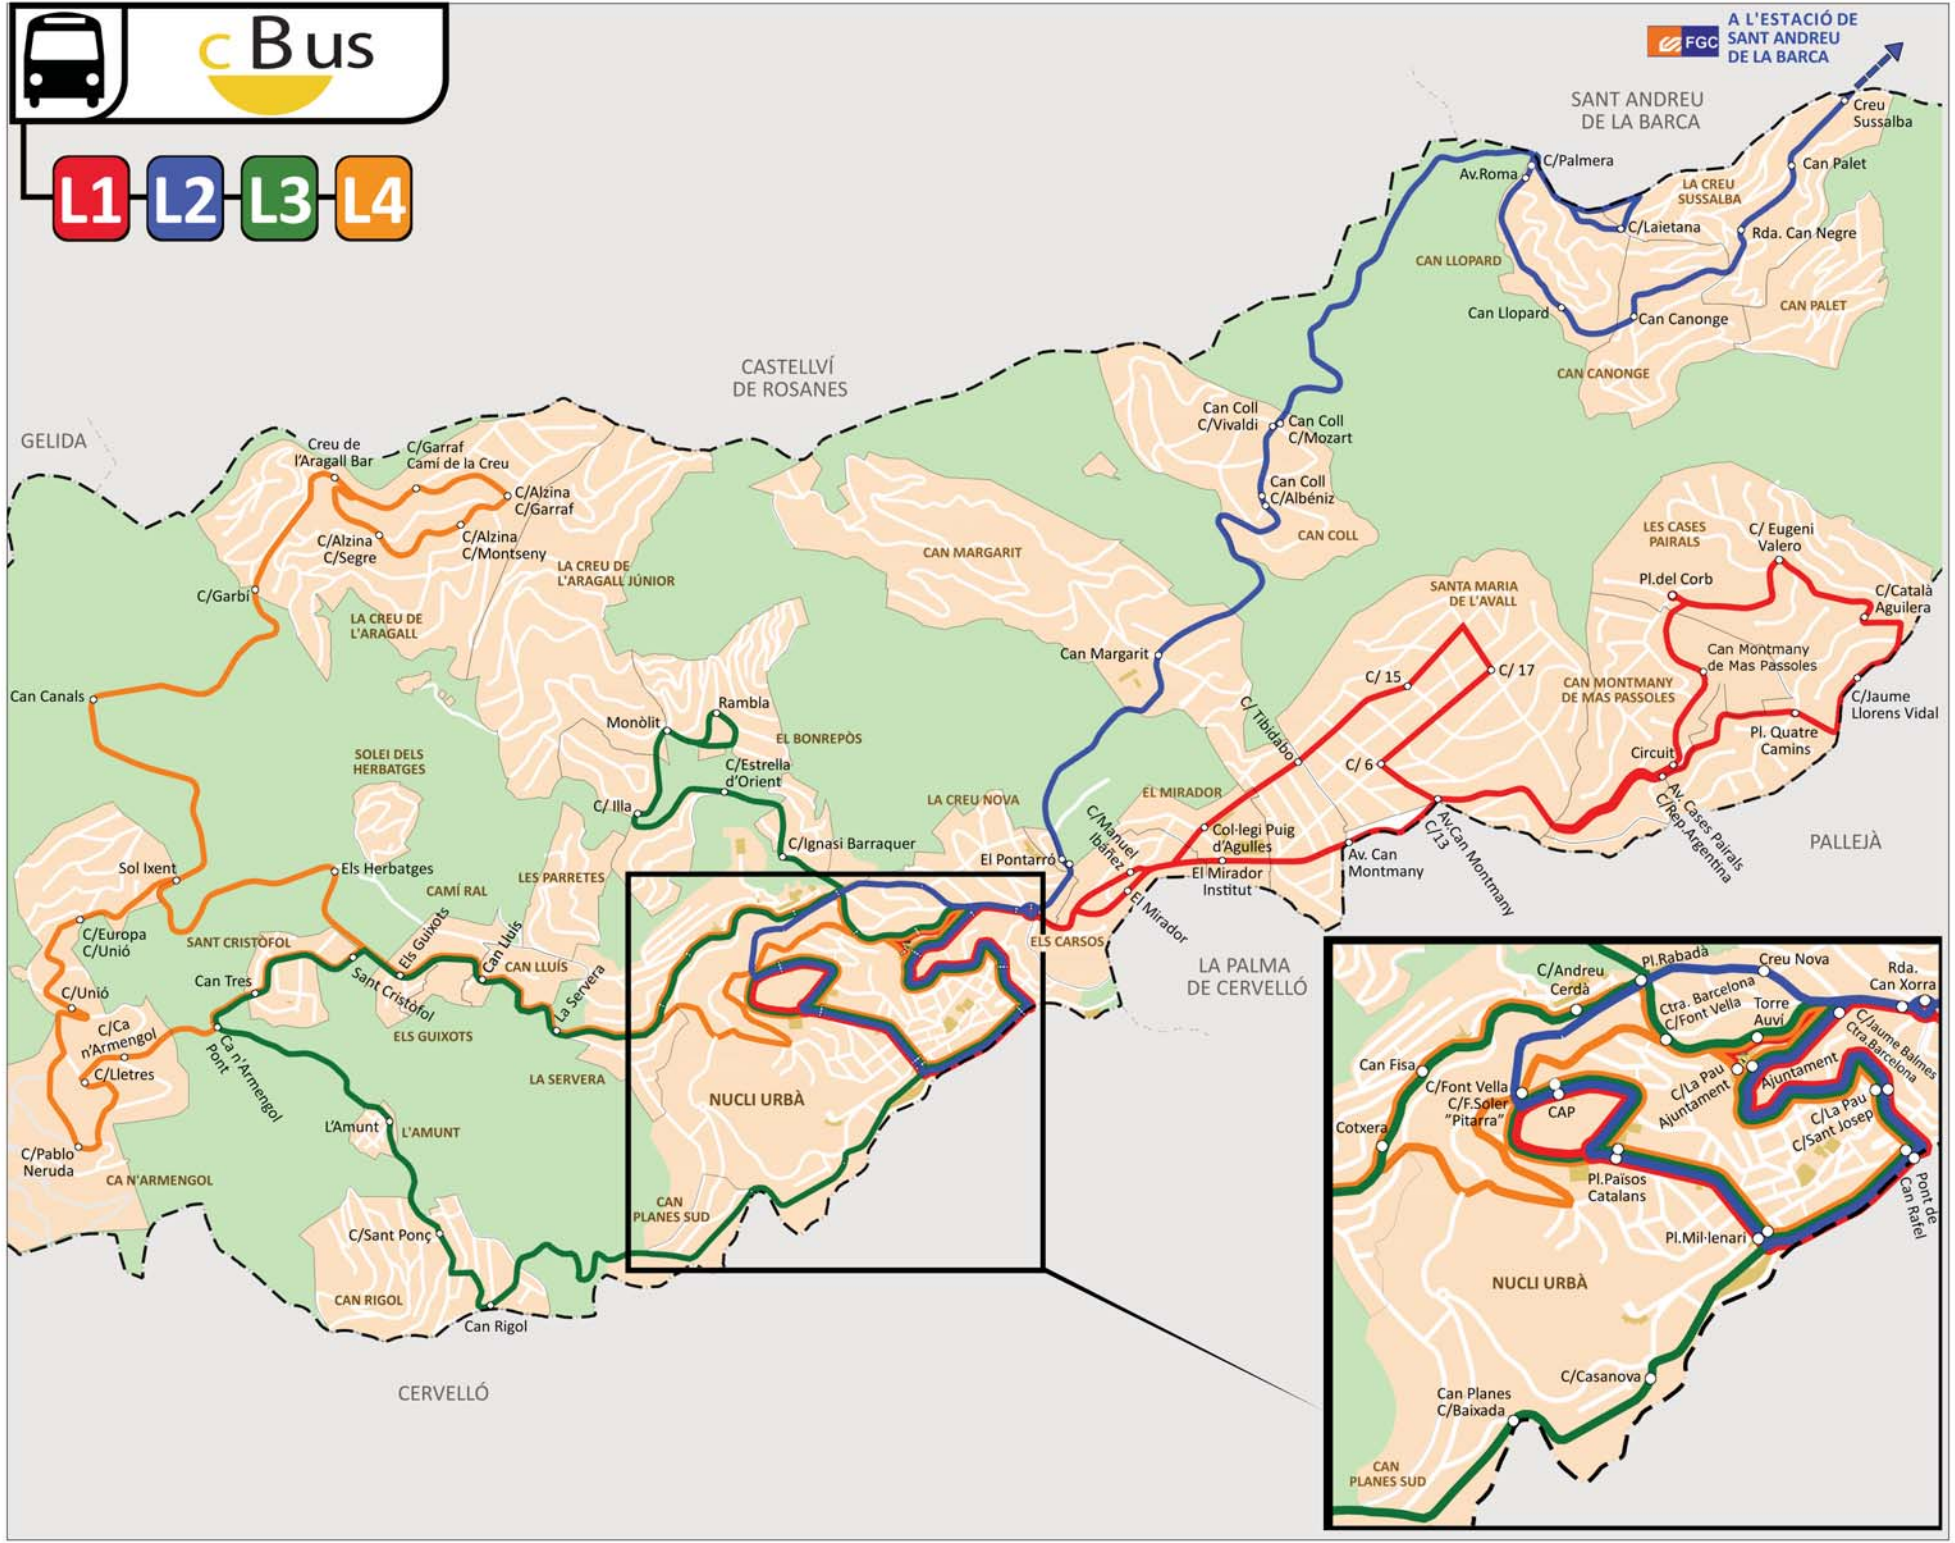 c Bus
L1
L2
L3
L4
FGC
A L'ESTACIÓ DE
SANT ANDREU
DE LA BARCA
SANT ANDREU
DE LA BARCA
Creu
Sussalba
C/Palmera
Av.Roma
Can Palet
LA CREU
SUSSALBA
C/Laietana
Rda. Can Negre
CAN LLOPARD
CAN PALET
Can Llopard
Can Canonge
CAN CANONGE
CASTELLVÍ
DE ROSANES
GELIDA
Can Coll
C/Vivaldi
Can Coll
C/Mozart
Can Coll
C/Albéniz
CAN COLL
CAN MARGARIT
Can Margarit
Creu de
l'Aragall Bar
C/Garraf
Camí de la Creu
C/Alzina
C/Garraf
C/Alzina
C/Segre
C/Alzina
C/Montseny
LA CREU DE
L'ARAGALL JÚNIOR
C/Garbí
LA CREU DE
L'ARAGALL
Can Canals
SOLEI DELS
HERBATGES
Monòlit
Rambla
EL BONREPÒS
C/Estrella
d'Orient
C/ Illa
C/Ignasi Barraquer
LA CREU NOVA
El Pontarró
EL MIRADOR
C/Manuel
Ibáñez
Col·legi Puig
d'Agulles
El Mirador
Institut
El Mirador
ELS CARSOS
C/ Tibidabo
C/ 15
C/ 17
C/ 6
SANTA MARIA
DE L'AVALL
Av. Can
Montmany
Av.Can Montmany
C/13
LES CASES
PAIRALS
C/ Eugeni
Valero
Pl.del Corb
C/Català
Aguilera
Can Montmany
de Mas Passoles
CAN MONTMANY
DE MAS PASSOLES
C/Jaume
Llorens Vidal
Pl. Quatre
Camins
Circuit
Av. Cases Pairals
C/Rep.Argentina
PALLEJÀ
LA PALMA
DE CERVELLÓ
Sol Ixent
Els Herbatges
CAMÍ RAL
LES PARRETES
C/Europa
C/Unió
SANT CRISTÒFOL
Els Guixots
Can Lluís
CAN LLUÍS
Can Tres
Sant Cristòfol
La Servera
C/Unió
C/Ca
n'Armengol
ELS GUIXOTS
C/Lletres
Ca n'Armengol
Pont
LA SERVERA
L'Amunt
L'AMUNT
C/Pablo
Neruda
CA N'ARMENGOL
C/Sant Ponç
CAN RIGOL
Can Rigol
CERVELLÓ
NUCLI URBÀ
CAN
PLANES SUD
C/Andreu
Cerdà
Pl.Rabadà
Creu Nova
Rda.
Can Xorra
Ctra. Barcelona
C/Font Vella
Torre
Auví
C/Jaume Balmes
Ctra.Barcelona
Can Fisa
C/La Pau
Ajuntament
Ajuntament
C/Font Vella
C/F.Soler
"Pitarra"
CAP
C/La Pau
C/Sant Josep
Cotxera
Pl.Països
Catalans
Pont de
Can Rafel
Pl.Mil·lenari
NUCLI URBÀ
C/Casanova
Can Planes
C/Baixada
CAN
PLANES SUD